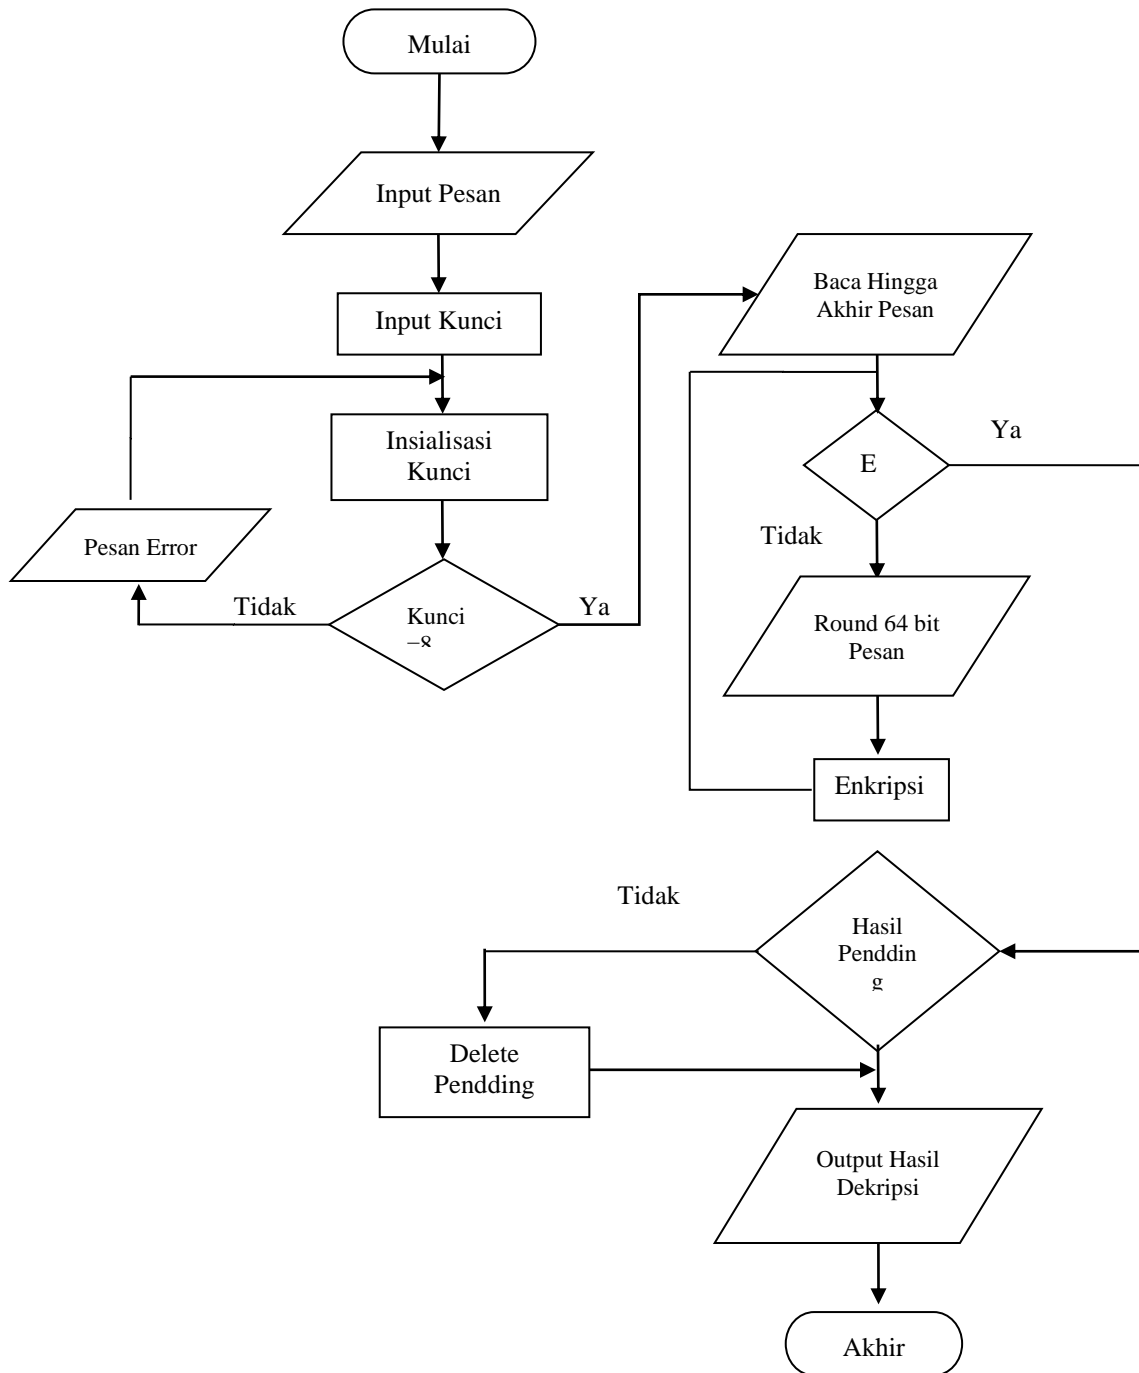 Mulai
Input Pesan
Input Kunci
Insialisasi
Kunci
Pesan Error
Tidak
Kunci
Ya
Baca Hingga
Akhir Pesan
E
Ya
Tidak
Round 64 bit
Pesan
Enkripsi
Hasil
Penddin
g
Tidak
Delete
Pendding
Output Hasil
Dekripsi
Akhir